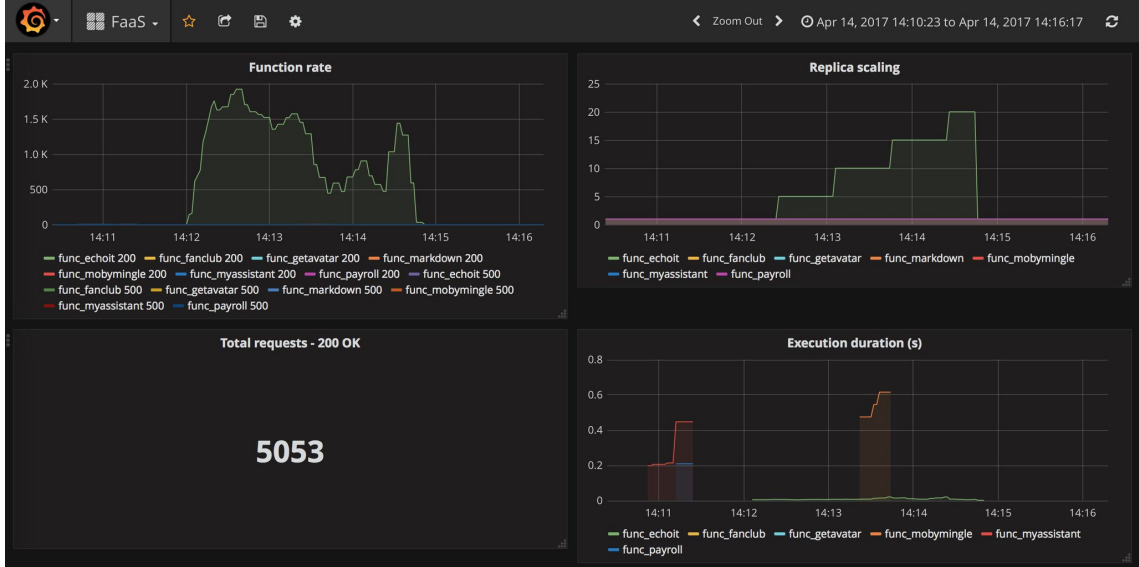 FaaS
Zoom Out
Apr 14, 2017 14:10:23 to Apr 14, 2017 14:16:17
Function rate
2.0 K
1.5 K
1.0 K
500
0
14:11 14:12 14:13 14:14 14:15 14:16
func_echoit 200 func_fanclub 200 func_getavatar 200 func_markdown 200
func_mobymingle 200 func_myassistant 200 func_payroll 200 func_echoit 500
func_fanclub 500 func_getavatar 500 func_markdown 500 func_mobymingle 500
func_myassistant 500 func_payroll 500
Replica scaling
25
20
15
10
5
0
14:11 14:12 14:13 14:14 14:15 14:16
func_echoit func_fanclub func_getavatar func_markdown func_mobymingle
func_myassistant func_payroll
Total requests - 200 OK
5053
Execution duration (s)
0.8
0.6
0.4
0.2
0
14:11 14:12 14:13 14:14 14:15 14:16
func_echoit func_fanclub func_getavatar func_mobymingle func_myassistant
func_payroll